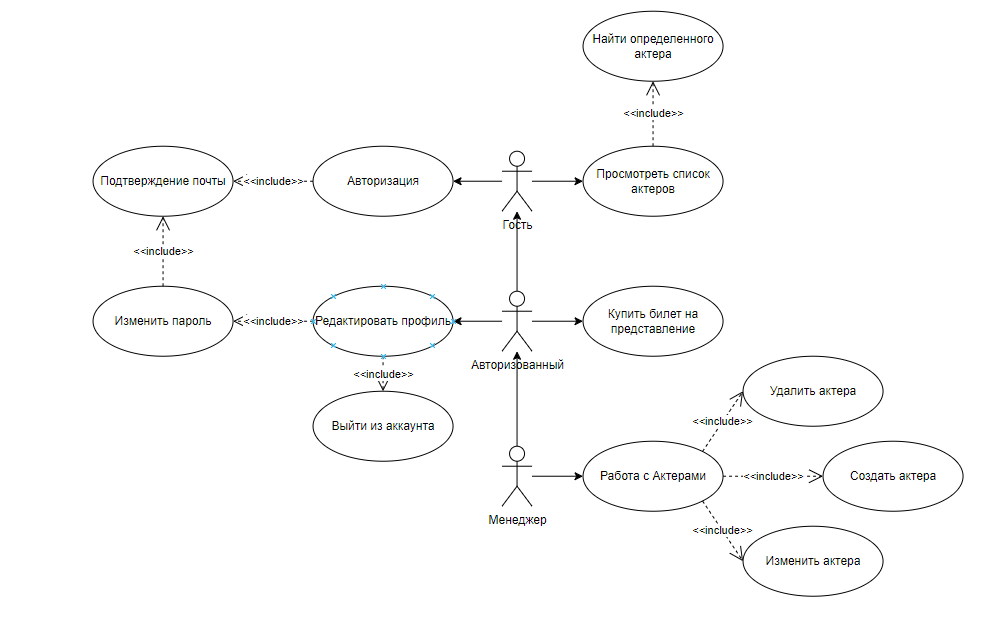 Найти определенного
актера
<<include>>
Подтверждение почты
<<include>>
Авторизация
Просмотреть список
актеров
Гость
<<include>>
Изменить пароль
<<include>>
Редактировать профиль
Купить билет на
представление
Авторизованный
<<include>>
Выйти из аккаунта
Удалить актера
<<include>>
Работа с Актерами
<<include>>
Создать актера
Менеджер
<<include>>
Изменить актера